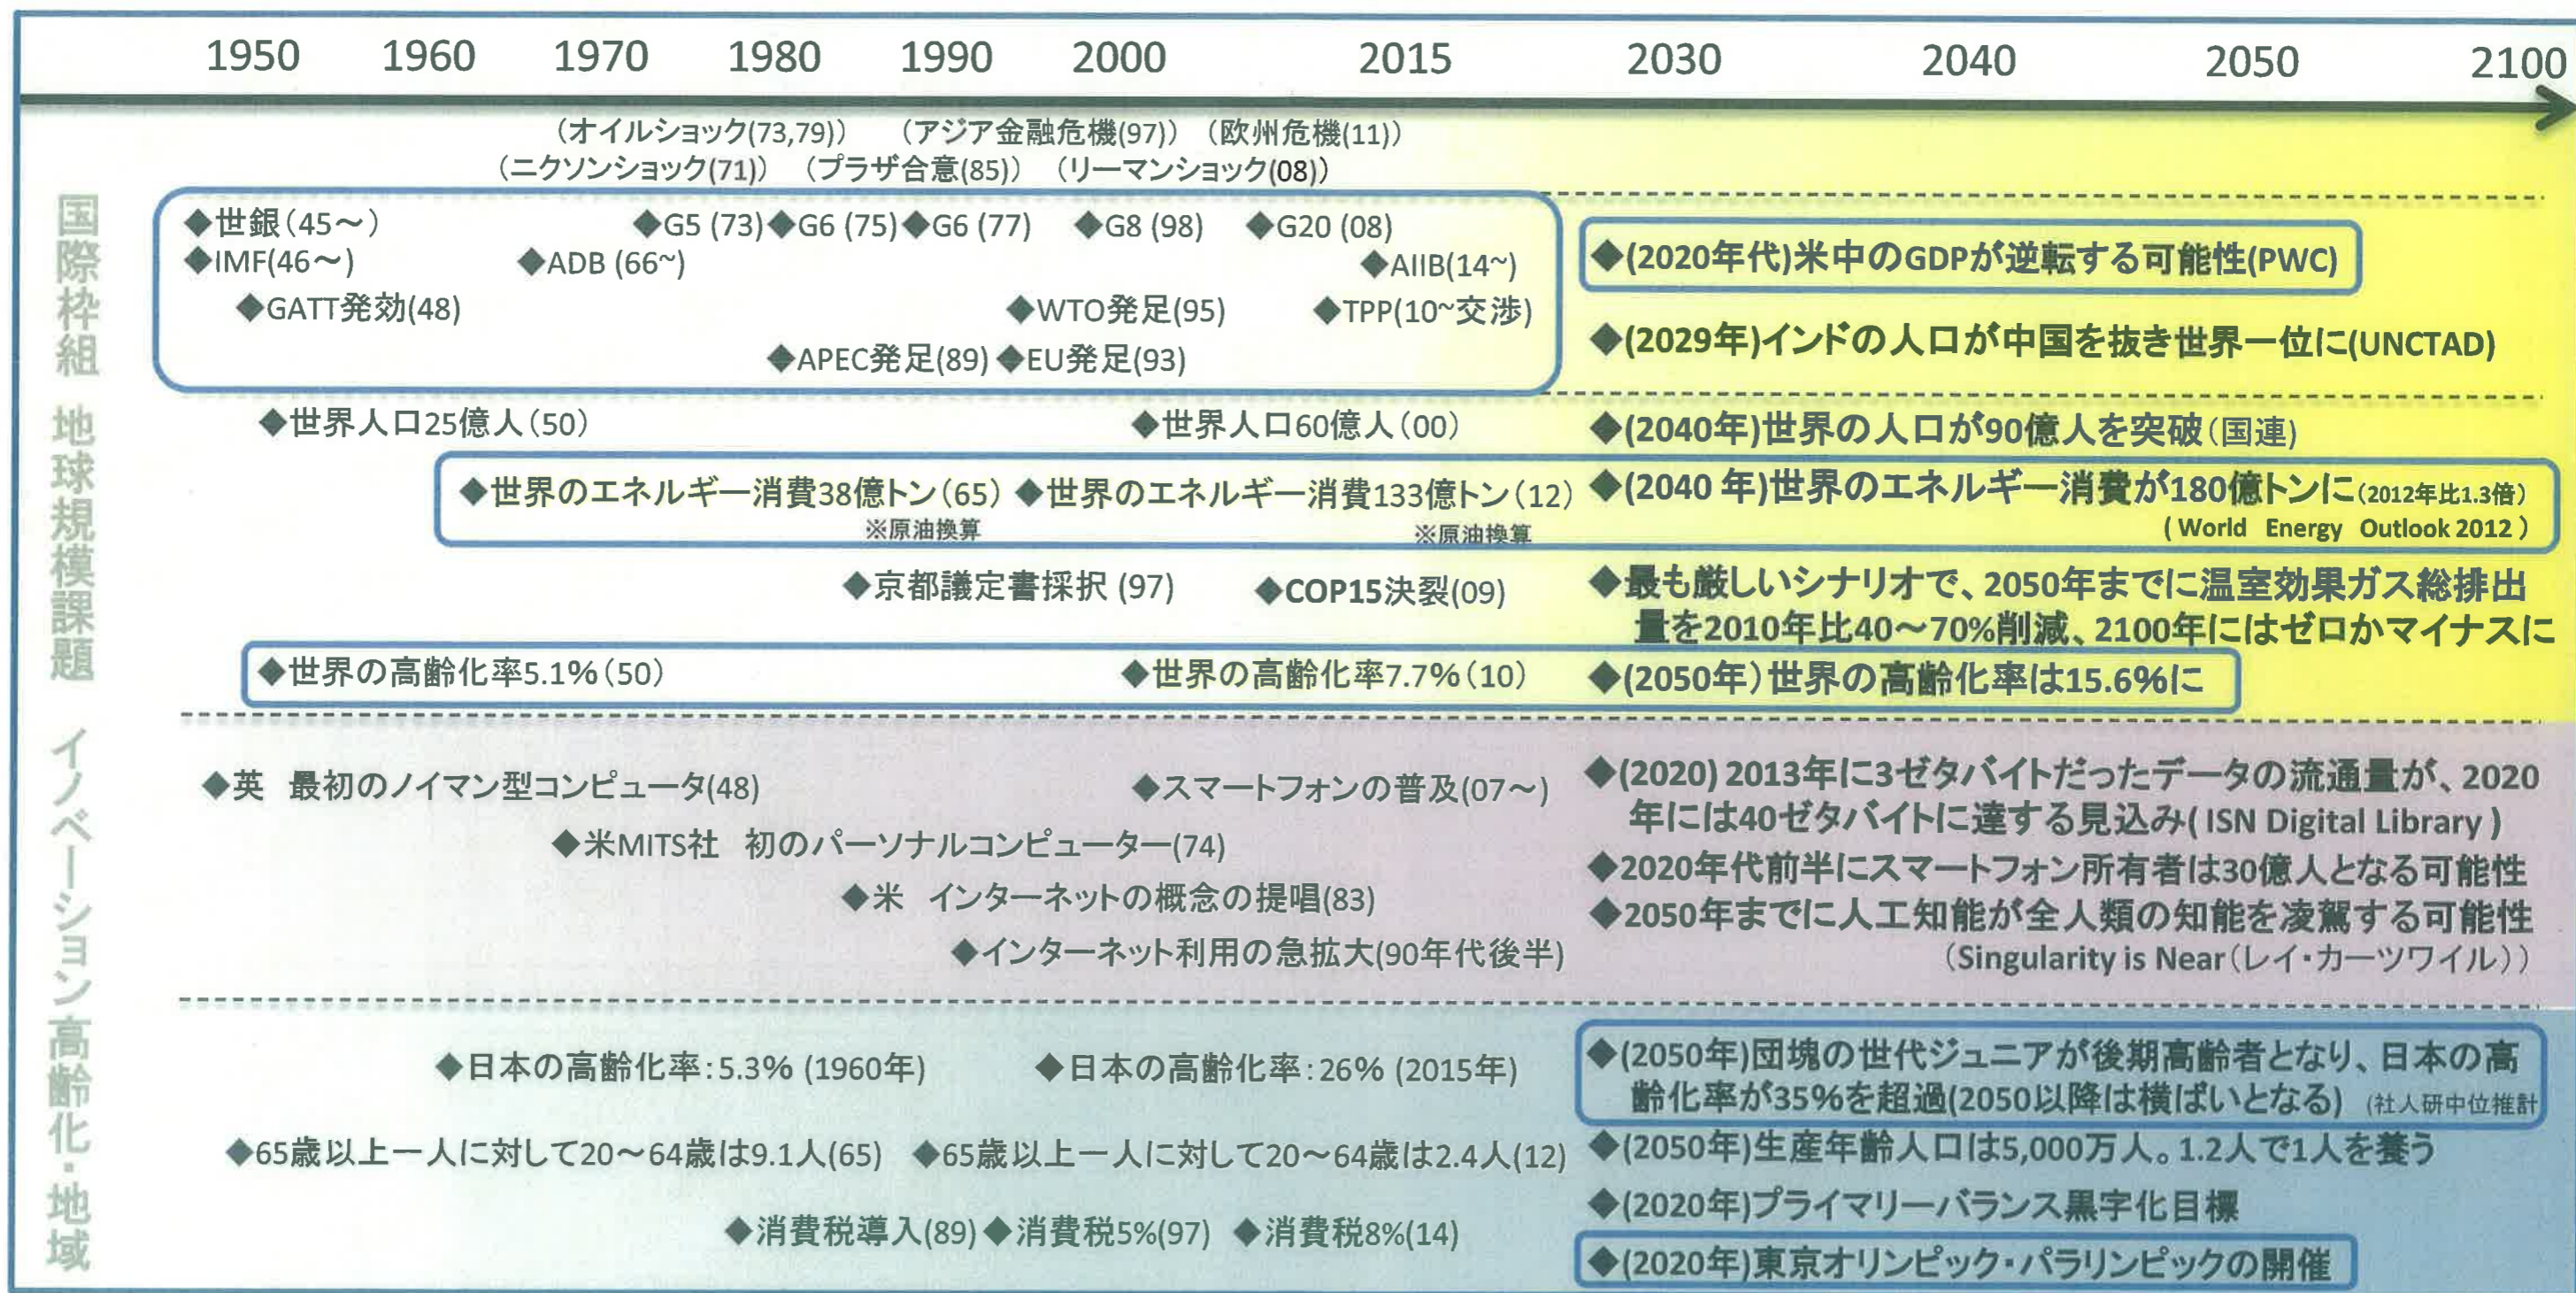 1950 1960 1970 1980 1990 2000 2015 2030 2040 2050 2100
（オイルショック(73,79)） （アジア金融危機(97)） （欧州危機(11)）
（ニクソンショック(71)） （プラザ合意(85)） （リーマンショック(08)）
国際枠組
◆世銀（45～） ◆G5 (73) ◆G6 (75) ◆G6 (77) ◆G8 (98) ◆G20 (08)
◆IMF(46～) ◆ADB (66~) ◆AIIB(14~)
◆GATT発効(48) ◆WTO発足(95) ◆TPP(10~交渉)
◆APEC発足(89) ◆EU発足(93)
◆(2020年代)米中のGDPが逆転する可能性(PWC)
◆(2029年)インドの人口が中国を抜き世界一位に(UNCTAD)
地球規模課題
◆世界人口25億人（50） ◆世界人口60億人（00） ◆(2040年)世界の人口が90億人を突破（国連）
◆世界のエネルギー消費38億トン（65） ◆世界のエネルギー消費133億トン（12） ◆(2040 年)世界のエネルギー消費が180億トンに（2012年比1.3倍）
※原油換算 ※原油換算 ( World Energy Outlook 2012 )
◆京都議定書採択 (97) ◆COP15決裂(09) ◆最も厳しいシナリオで、2050年までに温室効果ガス総排出
量を2010年比40～70%削減、2100年にはゼロかマイナスに
◆世界の高齢化率5.1%（50） ◆世界の高齢化率7.7%（10） ◆(2050年）世界の高齢化率は15.6%に
イノベーション
◆英 最初のノイマン型コンピュータ(48) ◆スマートフォンの普及(07～)
◆米MITS社 初のパーソナルコンピューター(74)
◆米 インターネットの概念の提唱(83)
◆インターネット利用の急拡大(90年代後半)
◆(2020) 2013年に3ゼタバイトだったデータの流通量が、2020
年には40ゼタバイトに達する見込み( ISN Digital Library )
◆2020年代前半にスマートフォン所有者は30億人となる可能性
◆2050年までに人工知能が全人類の知能を凌駕する可能性
（Singularity is Near（レイ・カーツワイル））
高齢化・地域
◆日本の高齢化率：5.3% (1960年) ◆日本の高齢化率：26% (2015年)
◆65歳以上一人に対して20～64歳は9.1人(65) ◆65歳以上一人に対して20～64歳は2.4人(12)
◆消費税導入(89) ◆消費税5%(97) ◆消費税8%(14)
◆(2050年)団塊の世代ジュニアが後期高齢者となり、日本の高
齢化率が35%を超過(2050以降は横ばいとなる) (社人研中位推計
◆(2050年)生産年齢人口は5,000万人。1.2人で1人を養う
◆(2020年)プライマリーバランス黒字化目標
◆(2020年)東京オリンピック・パラリンピックの開催